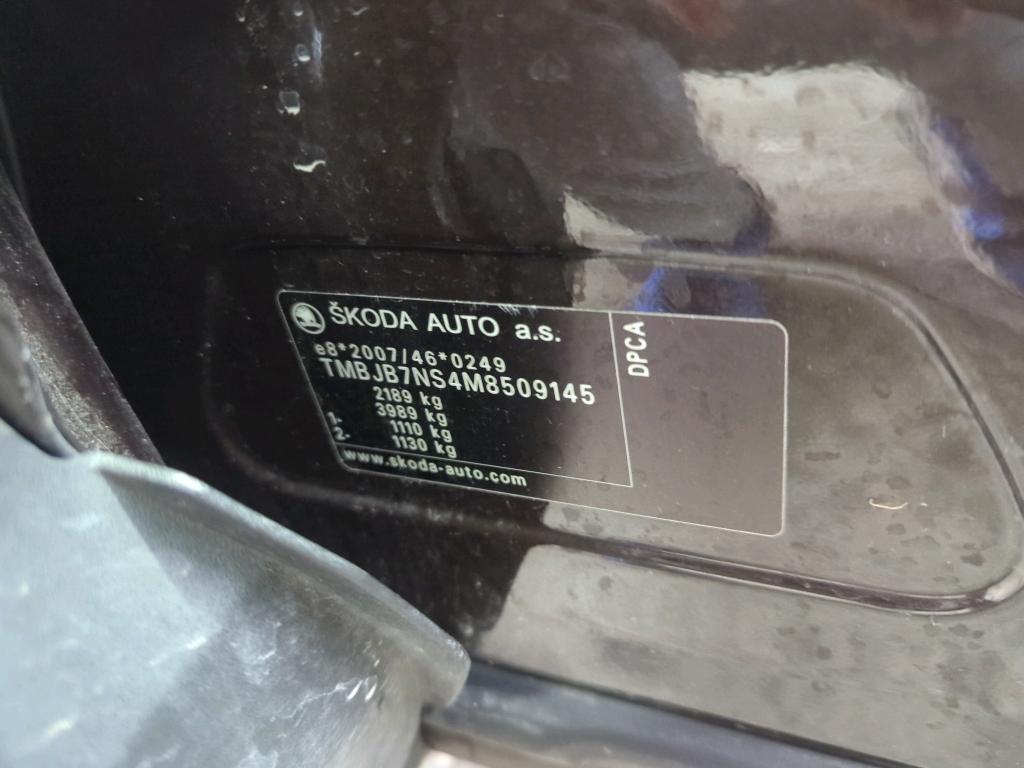 ŠKODA AUTO a.s.
e8*2007/46*0249
TMBJB7NS4M8509145
2189 kg
3989 kg
1- 1110 kg
2- 1130 kg
www.skoda-auto.com
DPCA